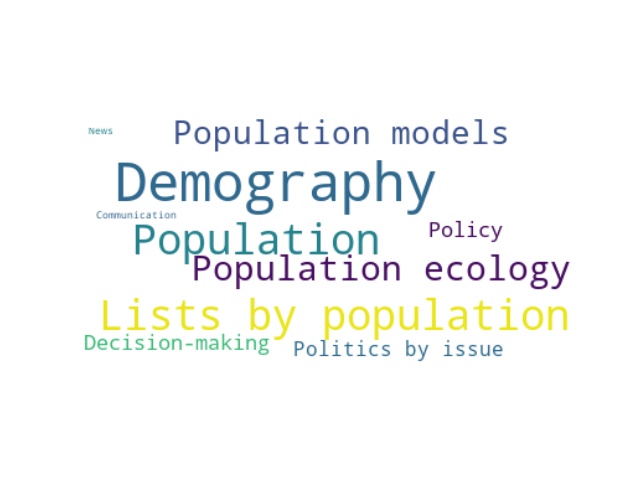 News
Population models
Demography
Communication
Population
Policy
Population ecology
Lists by population
Decision-making
Politics by issue